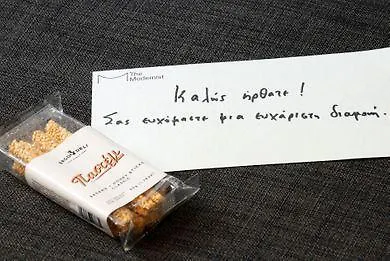 The
Modernist
Καλώς ήρθατε!
Σας ευχόμαστε μια ευχάριστη διαμονή.
Παστέλι